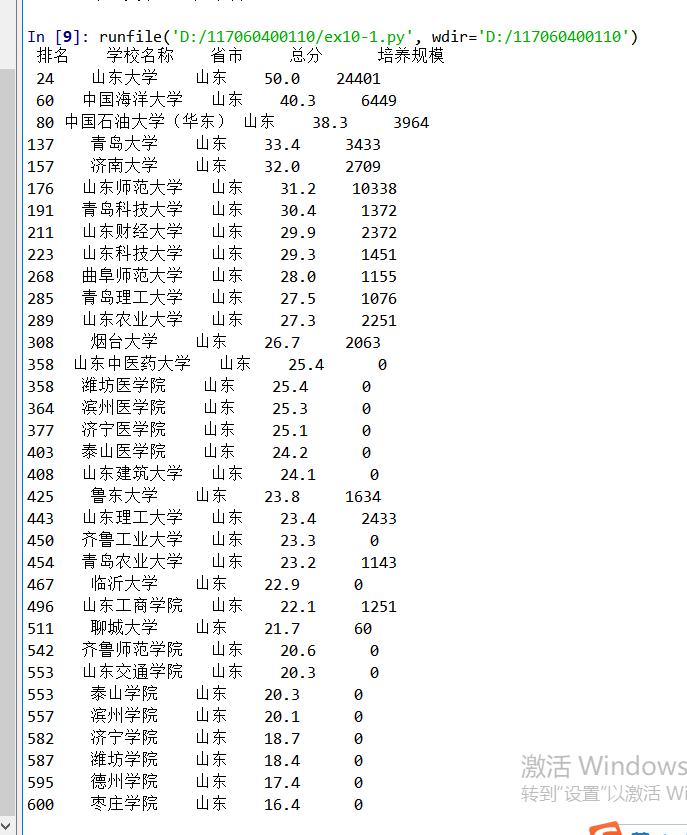 In [9]: runfile('D:/117060400110/ex10-1.py', wdir='D:/117060400110')
排名 学校名称 省市 总分 培养规模
24 山东大学 山东 50.0 24401
60 中国海洋大学 山东 40.3 6449
80 中国石油大学（华东） 山东 38.3 3964
137 青岛大学 山东 33.4 3433
157 济南大学 山东 32.0 2709
176 山东师范大学 山东 31.2 10338
191 青岛科技大学 山东 30.4 1372
211 山东财经大学 山东 29.9 2372
223 山东科技大学 山东 29.3 1451
268 曲阜师范大学 山东 28.0 1155
285 青岛理工大学 山东 27.5 1076
289 山东农业大学 山东 27.3 2251
308 烟台大学 山东 26.7 2063
358 山东中医药大学 山东 25.4 0
358 潍坊医学院 山东 25.4 0
364 滨州医学院 山东 25.3 0
377 济宁医学院 山东 25.1 0
403 泰山医学院 山东 24.2 0
408 山东建筑大学 山东 24.1 0
425 鲁东大学 山东 23.8 1634
443 山东理工大学 山东 23.4 2433
450 齐鲁工业大学 山东 23.3 0
454 青岛农业大学 山东 23.2 1143
467 临沂大学 山东 22.9 0
496 山东工商学院 山东 22.1 1251
511 聊城大学 山东 21.7 60
542 齐鲁师范学院 山东 20.6 0
553 山东交通学院 山东 20.3 0
553 泰山学院 山东 20.3 0
557 滨州学院 山东 20.1 0
582 济宁学院 山东 18.7 0
587 潍坊学院 山东 18.4 0
595 德州学院 山东 17.4 0
600 枣庄学院 山东 16.4 0
激活 Windows
转到“设置”以激活 Wi